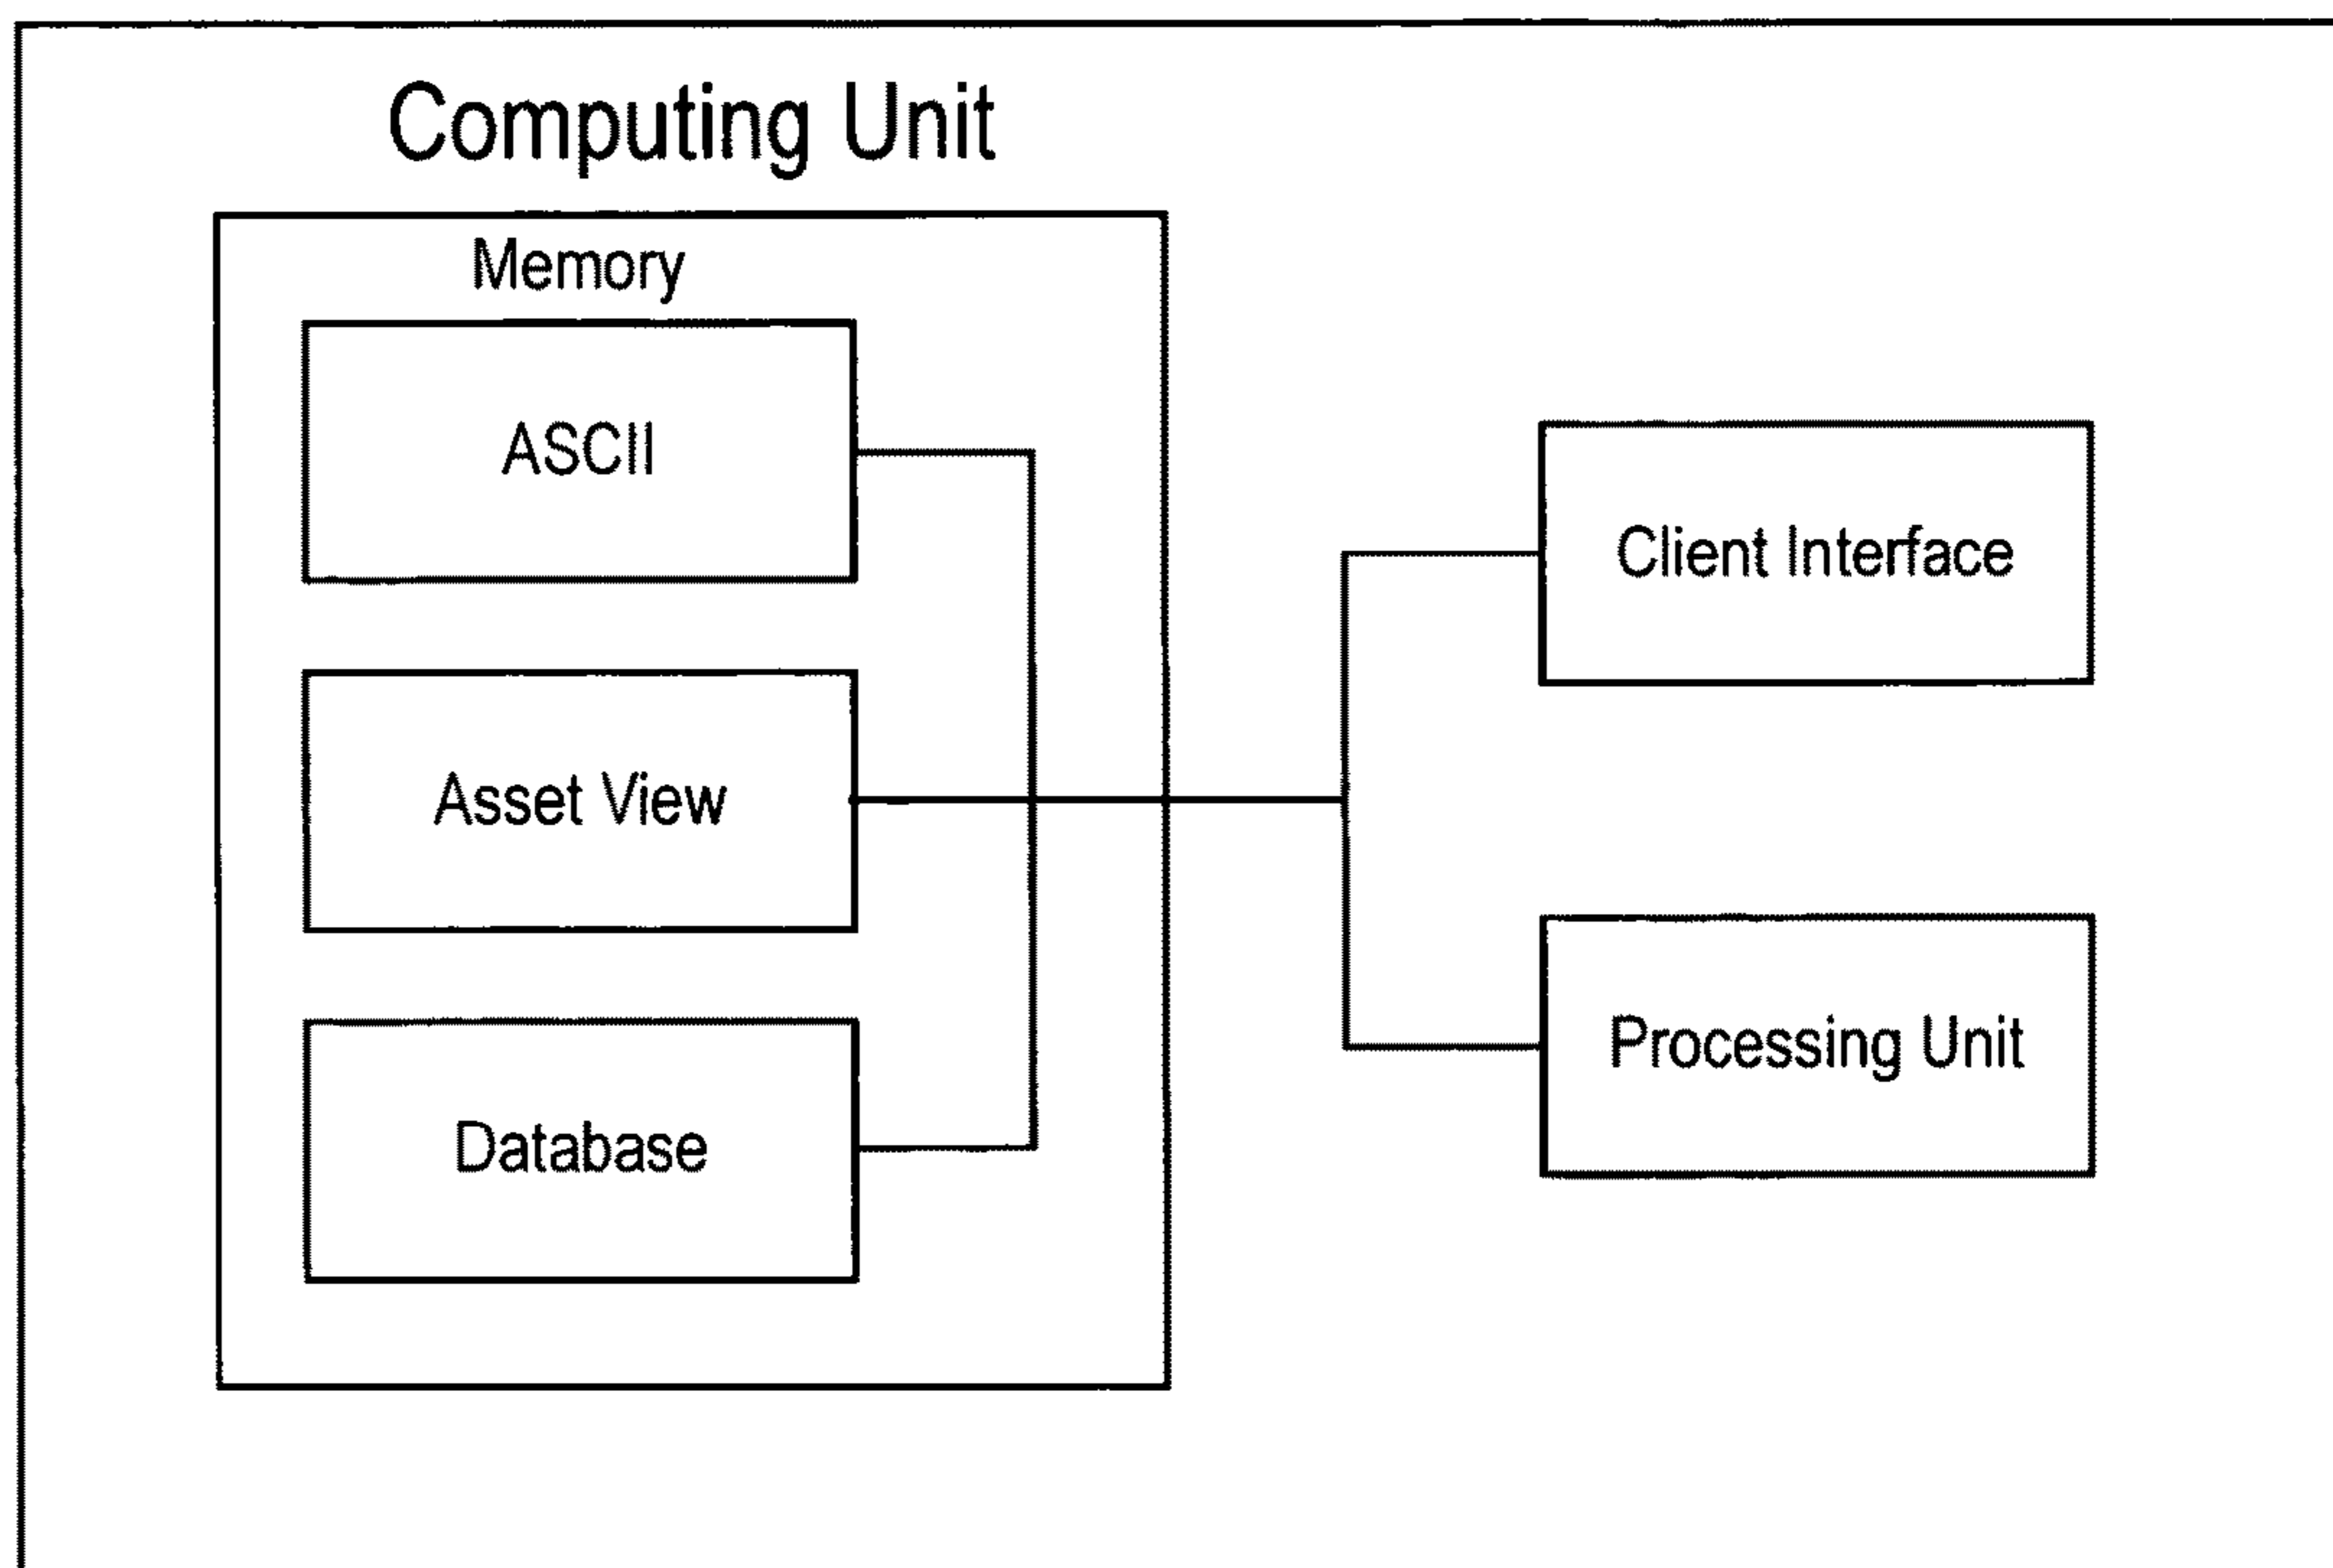 Computing Unit
Memory
ASCII
Asset View
Database
Client Interface
Processing Unit